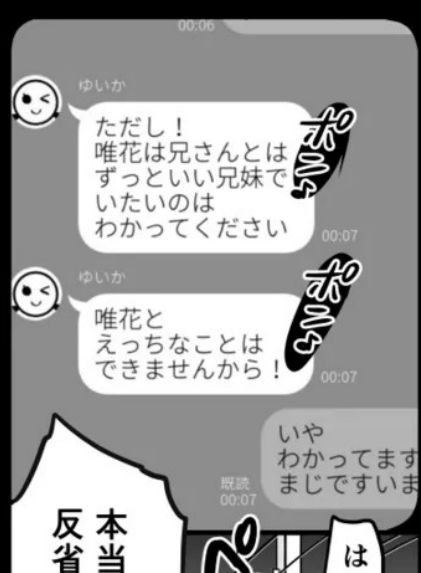 00:06
ゆいか
ただし！
唯花は兄さんとは
ずっといい兄妹で
いたいのは
わかってください
ポニ♪
00:07
ゆいか
唯花と
えっちなことは
できませんから！
ポニ♪
00:07
いや
わかってます
まじですいま
既読
00:07
本当
反省
は
ペ